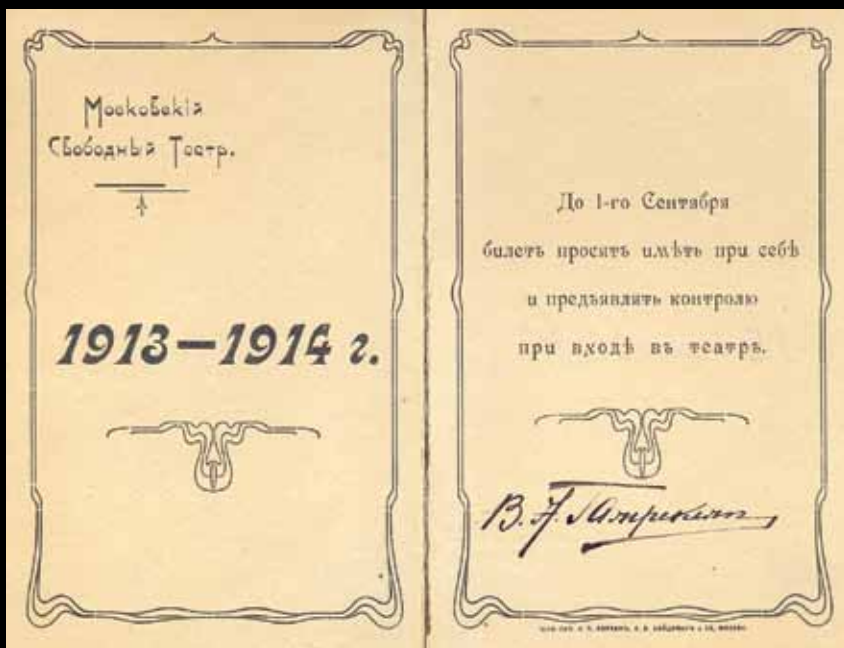 Московскій
Свободный Театр.
1913—1914 г.
До 1-го Сентября
билетъ просятъ имѣть при себѣ
и предъявлять контролю
при входѣ въ театръ.
В.